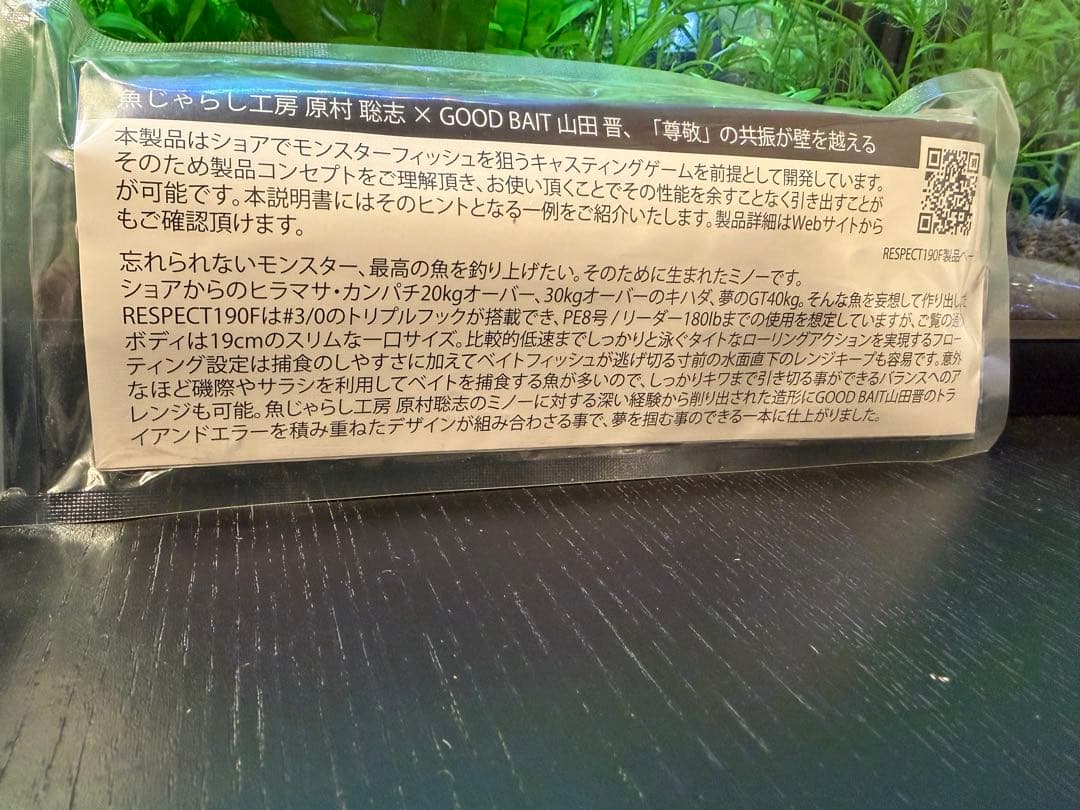 魚じゃらし工房 原村 聡志 × GOOD BAIT 山田 晋、「尊敬」の共振が壁を越える
本製品はショアでモンスターフィッシュを狙うキャスティングゲームを前提として開発しています。
そのため製品コンセプトをご理解頂き、お使い頂くことでその性能を余すことなく引き出すことが
が可能です。本説明書にはそのヒントとなる一例をご紹介いたします。製品詳細はWebサイトから
もご確認頂けます。
RESPECT190F製品ペー
忘れられないモンスター、最高の魚を釣り上げたい。そのために生まれたミノーです。
ショアからのヒラマサ・カンパチ20kgオーバー、30kgオーバーのキハダ、夢のGT40kg。そんな魚を妄想して作り出した
RESPECT190Fは#3/0のトリプルフックが搭載でき、PE8号/リーダー180lbまでの使用を想定していますが、ご覧の通り
ボディは19cmのスリムな一口サイズ。比較的低速までしっかりと泳ぐタイトなローリングアクションを実現するフロー
ティング設定は捕食のしやすさに加えてベイトフィッシュが逃げ切る寸前の水面直下のレンジキープも容易です。意外
なほど磯際やサラシを利用してベイトを捕食する魚が多いので、しっかりキワまで引き切る事ができるバランスへのア
レンジも可能。魚じゃらし工房 原村聡志のミノーに対する深い経験から削り出された造形にGOOD BAIT山田晋のトラ
イアンドエラーを積み重ねたデザインが組み合わさる事で、夢を掴む事のできる一本に仕上がりました。